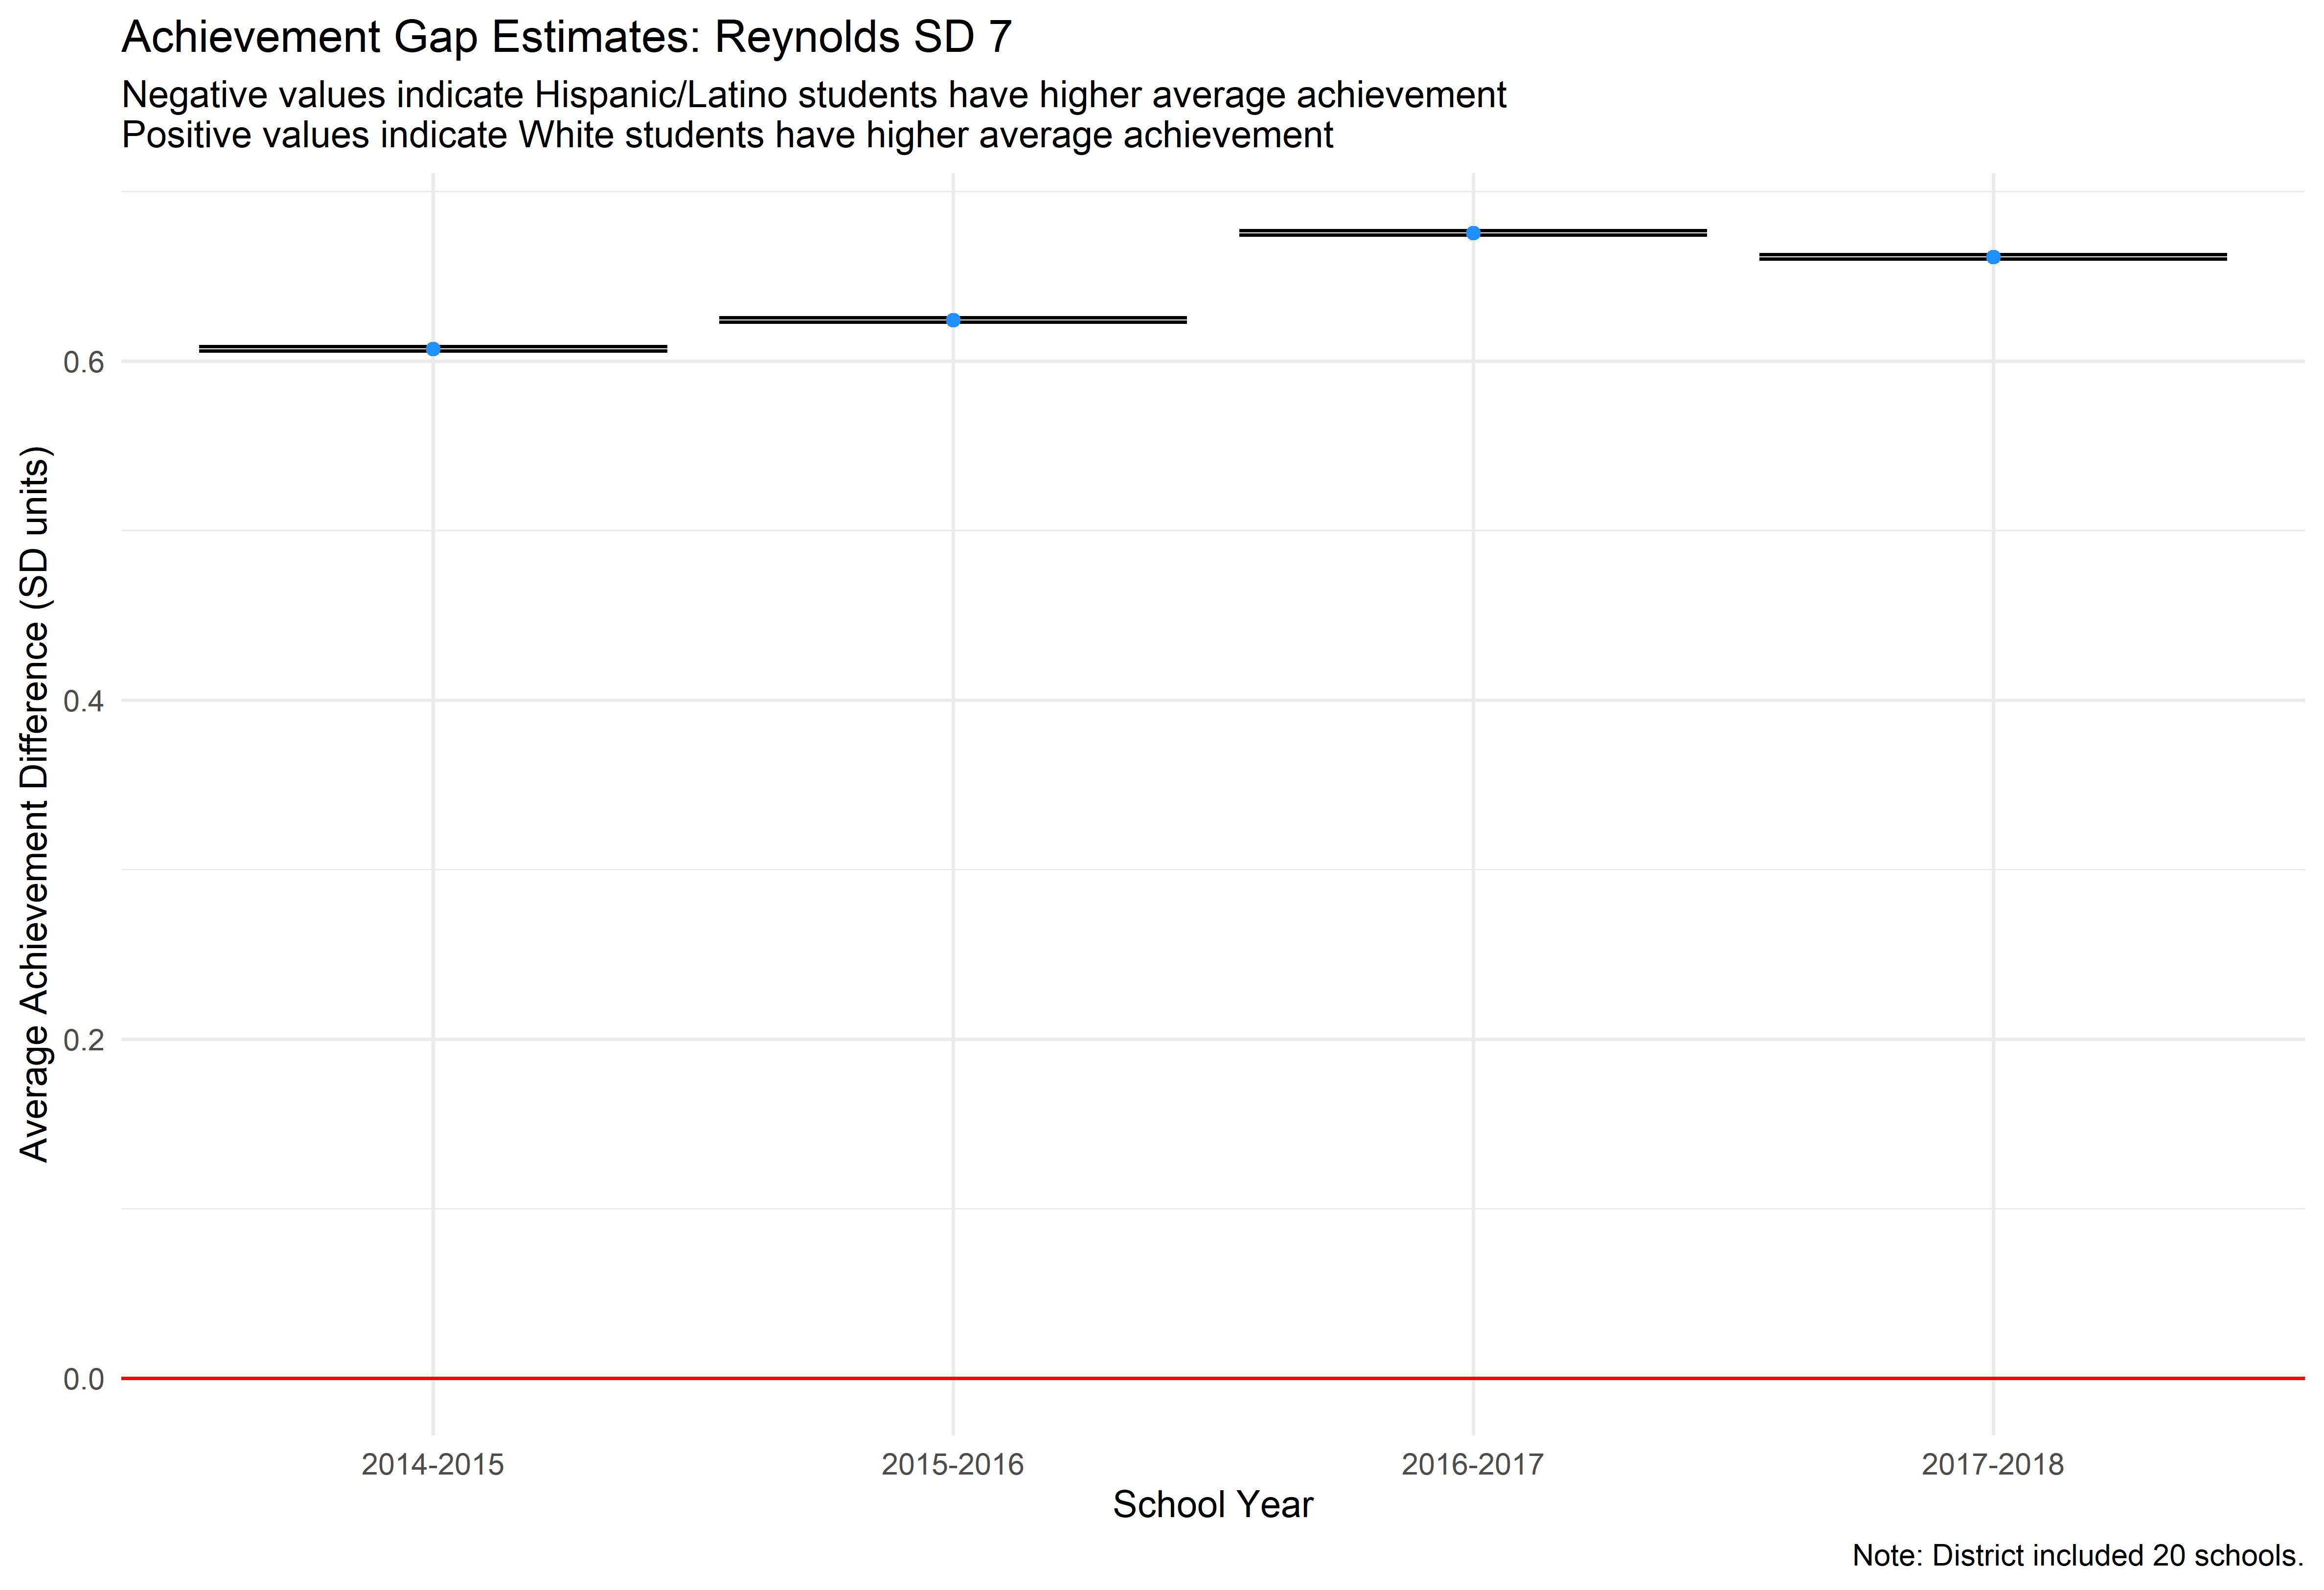 Achievement Gap Estimates: Reynolds SD 7
Negative values indicate Hispanic/Latino students have higher average achievement
Positive values indicate White students have higher average achievement
Average Achievement Difference (SD units)
0.6
0.4
0.2
0.0
2014-2015
2015-2016
2016-2017
2017-2018
School Year
Note: District included 20 schools.